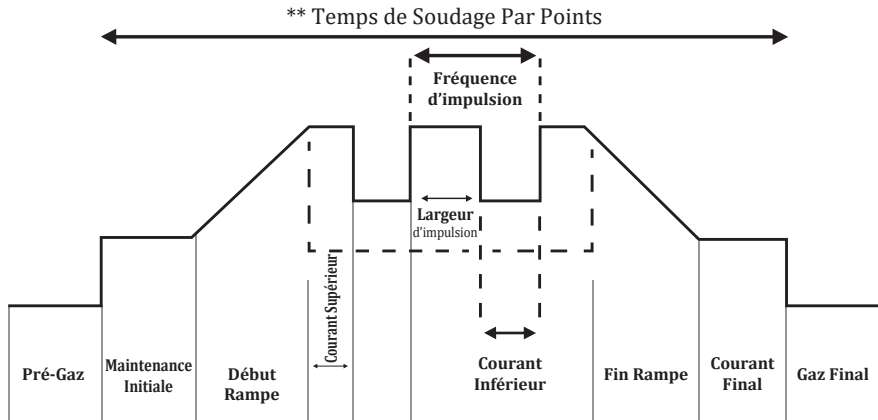 ** Temps de Soudage Par Points
Fréquence
d'impulsion
Largeur
d'impulsion
Courant Supérieur
Pré-Gaz
Maintenance
Initiale
Début
Rampe
Courant
Inférieur
Fin Rampe
Courant
Final
Gaz Final